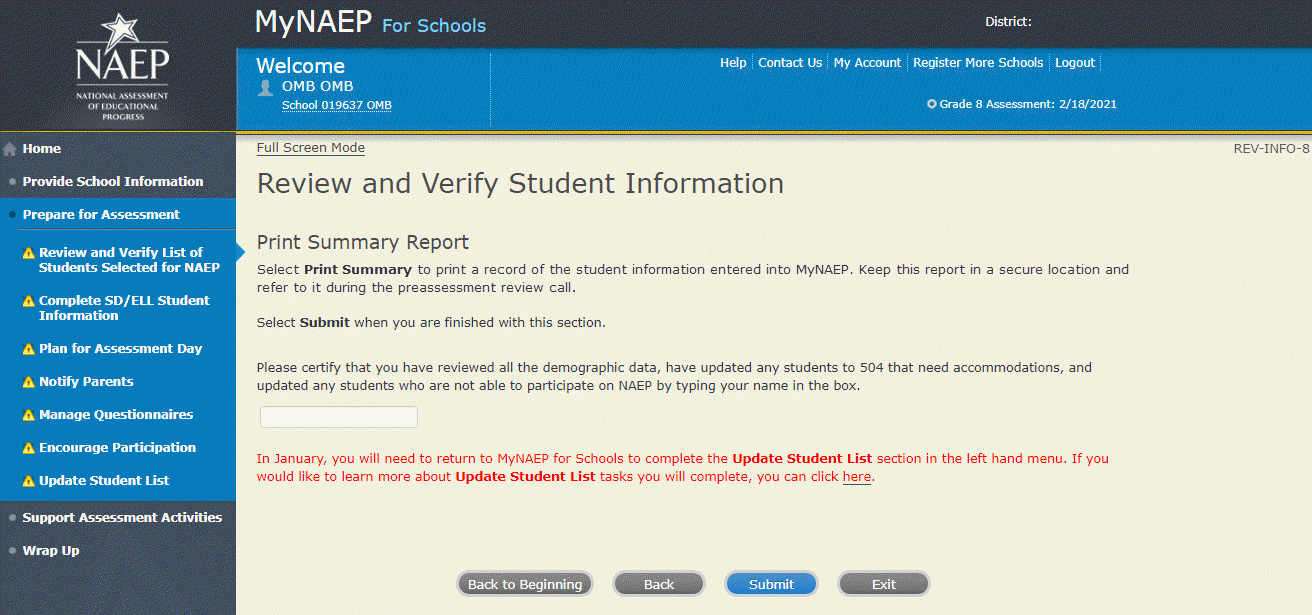 NAEP
NATIONAL ASSESSMENT
OF EDUCATIONAL
PROGRESS
MyNAEP For Schools
District:
Welcome
OMB OMB
School 019637 OMB
Help Contact Us My Account Register More Schools Logout
Grade 8 Assessment: 2/18/2021
Home
Provide School Information
Prepare for Assessment
Review and Verify List of
Students Selected for NAEP
Complete SD/ELL Student
Information
Plan for Assessment Day
Notify Parents
Manage Questionnaires
Encourage Participation
Update Student List
Support Assessment Activities
Wrap Up
Full Screen Mode
REV-INFO-8
Review and Verify Student Information
Print Summary Report
Select Print Summary to print a record of the student information entered into MyNAEP. Keep this report in a secure location and
refer to it during the preassessment review call.
Select Submit when you are finished with this section.
Please certify that you have reviewed all the demographic data, have updated any students to 504 that need accommodations, and
updated any students who are not able to participate on NAEP by typing your name in the box.
In January, you will need to return to MyNAEP for Schools to complete the Update Student List section in the left hand menu. If you
would like to learn more about Update Student List tasks you will complete, you can click here.
Back to Beginning Back Submit Exit